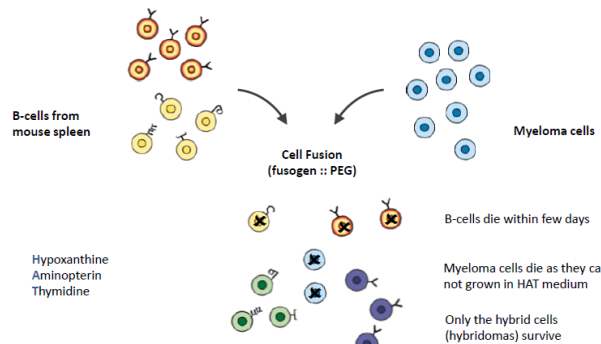 B-cells from
mouse spleen
Myeloma cells
Cell Fusion
(fusogen :: PEG)
B-cells die within few days
Hypoxanthine
Aminopterin
Thymidine
Myeloma cells die as they ca
not grown in HAT medium
Only the hybrid cells
(hybridomas) survive